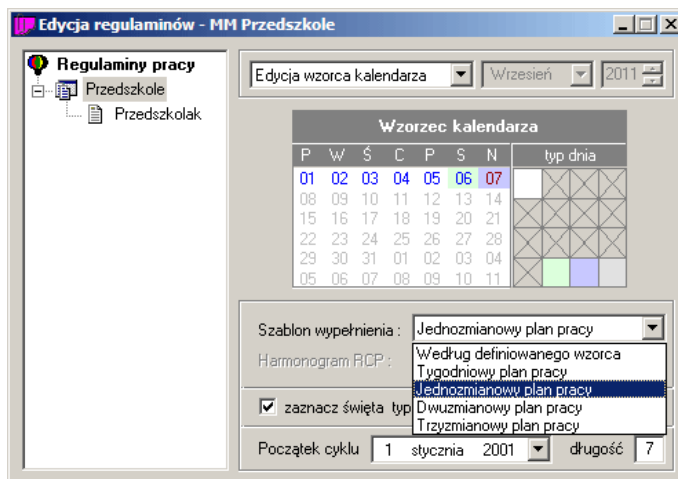 Edycja regulaminów - MM Przedszkole
Regulaminy pracy
Przedszkole
Przedszkolak
Edycja wzorca kalendarza Wrzesień 2011
Wzorzec kalendarza
P W Ś C P S N typ dnia
01 02 03 04 05 06 07
08 09 10 11 12 13 14
15 16 17 18 19 20 21
22 23 24 25 26 27 28
29 30 31 01 02 03 04
05 06 07 08 09 10 11
Szablon wypełnienia : Jednozmianowy plan pracy
Harmonogram RCP :
Według definiowanego wzorca
Tygodniowy plan pracy
Jednozmianowy plan pracy
Dwuzmianowy plan pracy
Trzyzmianowy plan pracy
zaznacz święta typ
Początek cyklu 1 stycznia 2001 długość 7